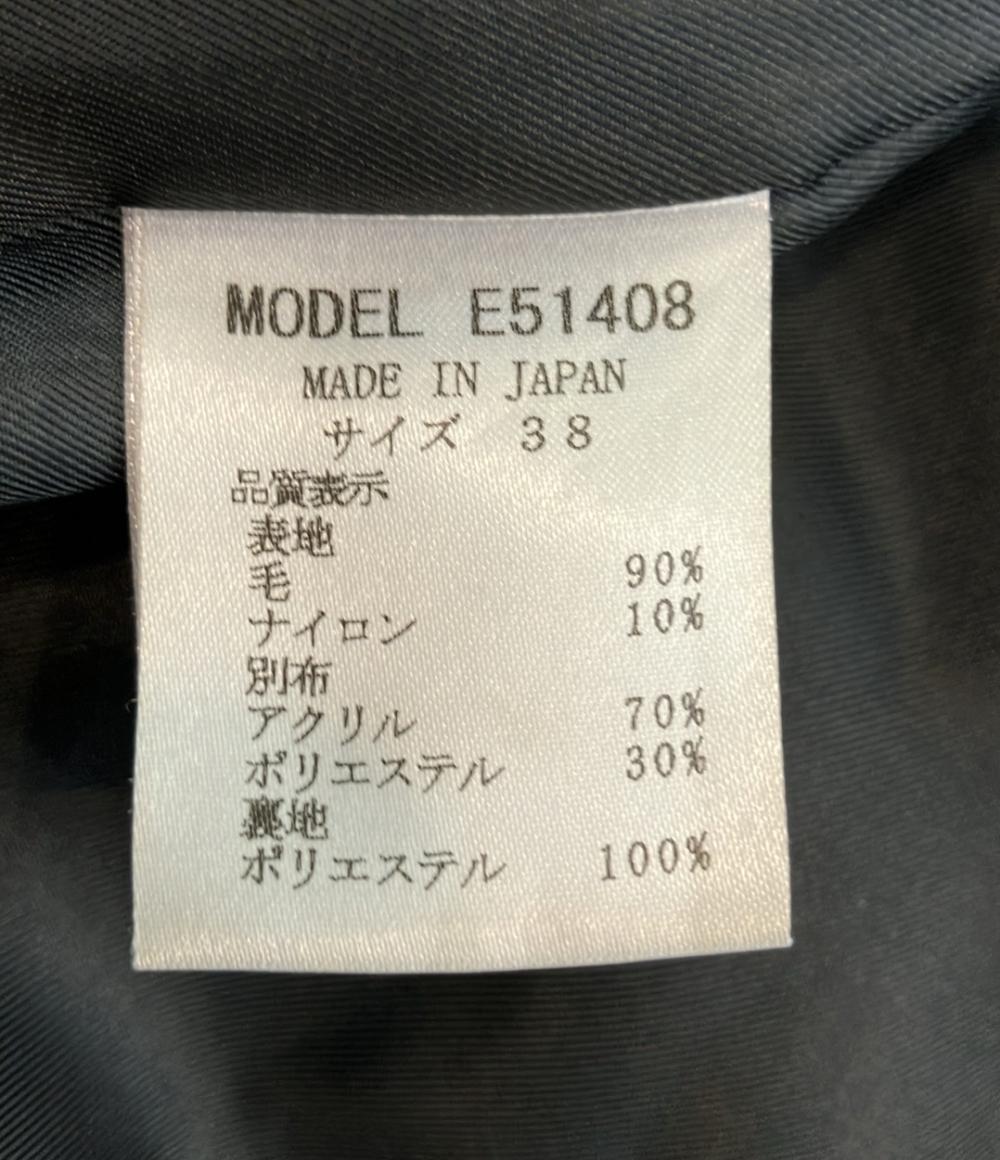 MODEL E51408
MADE IN JAPAN
サイズ 38
品質表示
表地
毛 90%
ナイロン 10%
別布
アクリル 70%
ポリエステル 30%
裏地
ポリエステル 100%